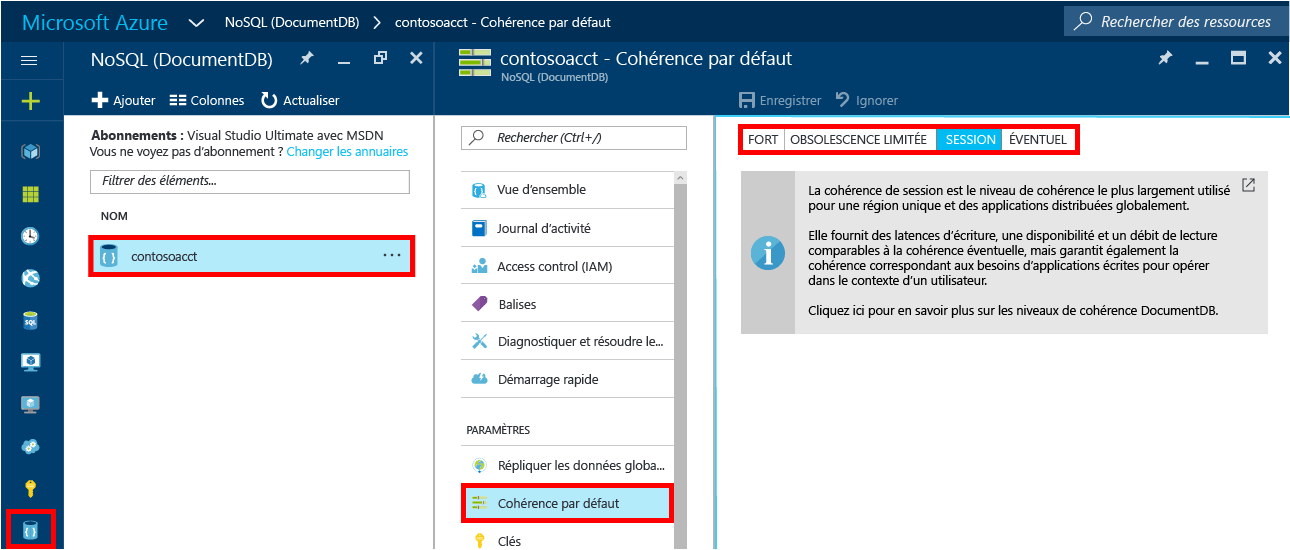 Microsoft Azure
NoSQL (DocumentDB)
contosoacct - Cohérence par défaut
Rechercher des ressources
NoSQL (DocumentDB)
Ajouter
Colonnes
Actualiser
Abonnements : Visual Studio Ultimate avec MSDN
Vous ne voyez pas d'abonnement ? Changer les annuaires
Filtrer des éléments...
NOM
contosoacct
SQL
contosoacct - Cohérence par défaut
NoSQL (DocumentDB)
Enregistrer
Ignorer
Rechercher (Ctrl+/)
Vue d'ensemble
Journal d'activité
Access control (IAM)
Balises
Diagnostiquer et résoudre le...
Démarrage rapide
PARAMÈTRES
Répliquer les données globa...
Cohérence par défaut
Clés
FORT
OBSOLESCENCE LIMITÉE
SESSION
ÉVENTUEL
La cohérence de session est le niveau de cohérence le plus largement utilisé
pour une région unique et des applications distribuées globalement.
Elle fournit des latences d'écriture, une disponibilité et un débit de lecture
comparables à la cohérence éventuelle, mais garantit également la
cohérence correspondant aux besoins d'applications écrites pour opérer
dans le contexte d'un utilisateur.
Cliquez ici pour en savoir plus sur les niveaux de cohérence DocumentDB.